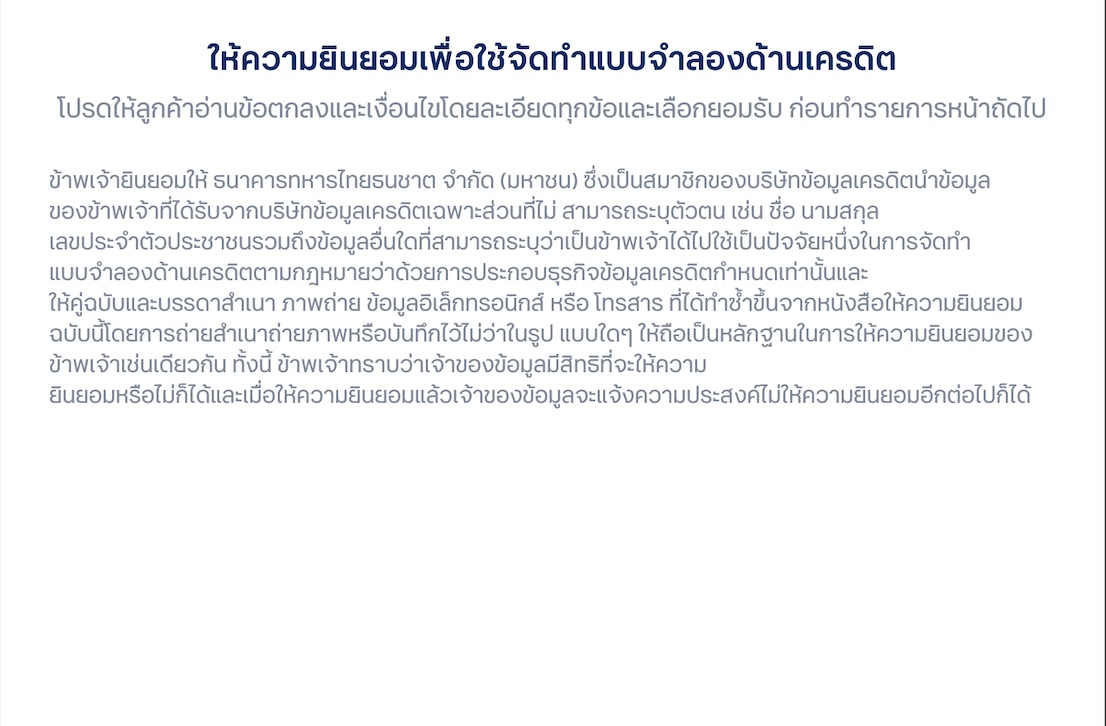 ให้ความยินยอมเพื่อใช้จัดทำแบบจำลองด้านเครดิต
โปรดให้ลูกค้าอ่านข้อตกลงและเงื่อนไขโดยละเอียดทุกข้อและเลือกยอมรับ ก่อนทำรายการหน้าถัดไป
ข้าพเจ้ายินยอมให้ ธนาคารทหารไทยธนชาต จำกัด (มหาชน) ซึ่งเป็นสมาชิกของบริษัทข้อมูลเครดิตนำข้อมูล
ของข้าพเจ้าที่ได้รับจากบริษัทข้อมูลเครดิตเฉพาะส่วนที่ไม่ สามารถระบุตัวตน เช่น ชื่อ นามสกุล
เลขประจำตัวประชาชนรวมถึงข้อมูลอื่นใดที่สามารถระบุว่าเป็นข้าพเจ้าได้ไปใช้เป็นปัจจัยหนึ่งในการจัดทำ
แบบจำลองด้านเครดิตตามกฎหมายว่าด้วยการประกอบธุรกิจข้อมูลเครดิตกำหนดเท่านั้นและ
ให้คู่ฉบับและบรรดาสำเนา ภาพถ่าย ข้อมูลอิเล็กทรอนิกส์ หรือ โทรสาร ที่ได้ทำซ้ำขึ้นจากหนังสือให้ความยินยอม
ฉบับนี้โดยการถ่ายสำเนาถ่ายภาพหรือบันทึกไว้ไม่ว่าในรูป แบบใดๆ ให้ถือเป็นหลักฐานในการให้ความยินยอมของ
ข้าพเจ้าเช่นเดียวกัน ทั้งนี้ ข้าพเจ้าทราบว่าเจ้าของข้อมูลมีสิทธิที่จะให้ความ
ยินยอมหรือไม่ก็ได้และเมื่อให้ความยินยอมแล้วเจ้าของข้อมูลจะแจ้งความประสงค์ไม่ให้ความยินยอมอีกต่อไปก็ได้